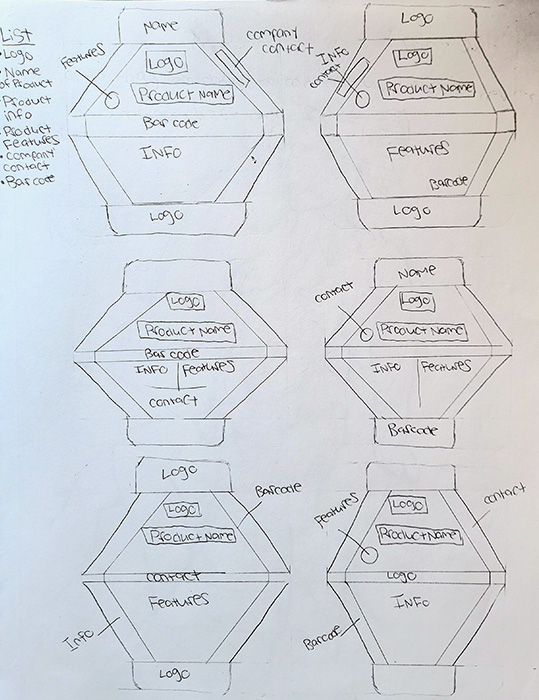 List
• Logo
• Name
of Product
• Product
info
• Product
Features
• company
contact
• Barcode
Name
Features
company
contact
Logo
Product Name
Bar code
INFO
Logo
Logo
INFO
contact
Logo
Product Name
Features
Barcode
Logo
Logo
Product Name
Bar code
INFO
Features
contact
Name
contact
Logo
Product Name
INFO
Features
Barcode
Logo
Barcode
Logo
Product Name
contact
Features
Info
Logo
contact
Features
Logo
Product Name
Logo
INFO
Barcode